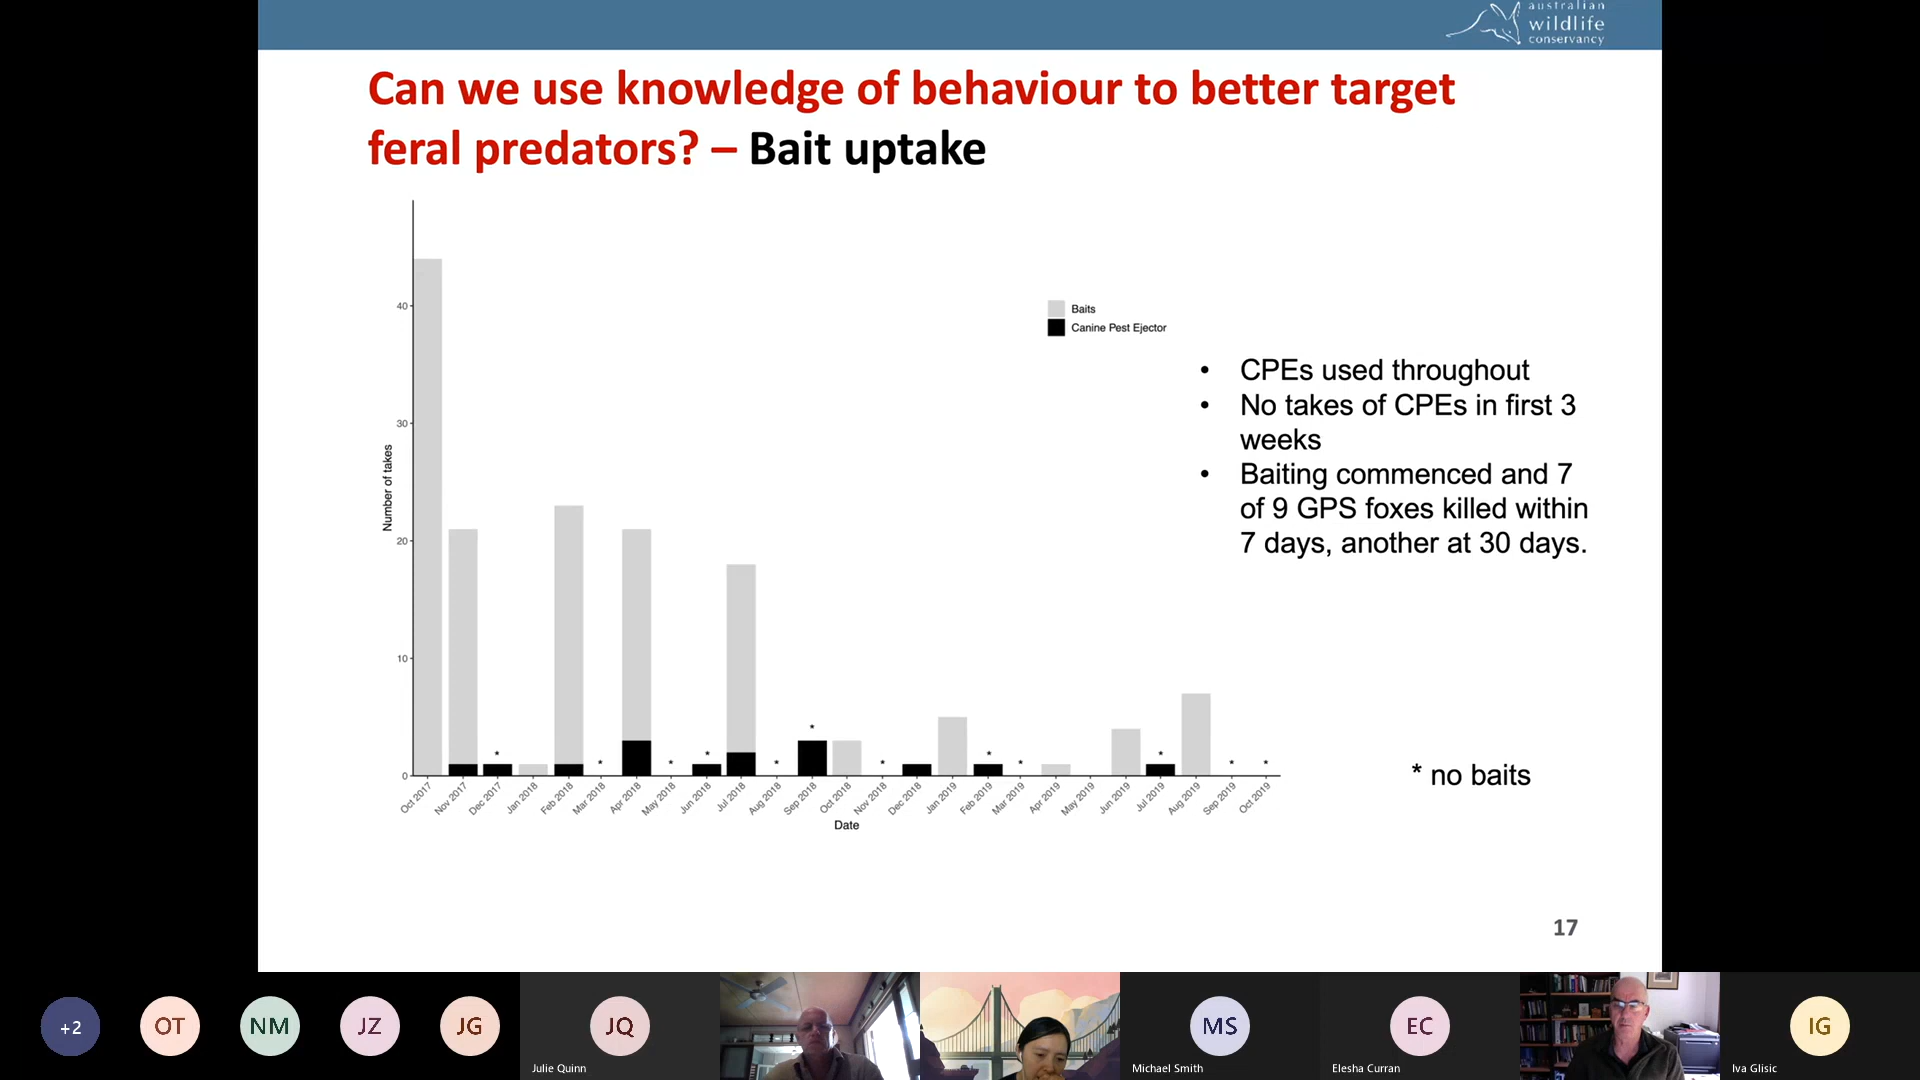 australian
wildlife
conservancy
Can we use knowledge of behaviour to better target
feral predators? – Bait uptake
Number of takes
40
30
20
10
0
Baits
Canine Pest Ejector
* * * * * * * * * * * * *
Oct 2017
Nov 2017
Dec 2017
Jan 2018
Feb 2018
Mar 2018
Apr 2018
May 2018
Jun 2018
Jul 2018
Aug 2018
Sep 2018
Oct 2018
Nov 2018
Dec 2018
Jan 2019
Feb 2019
Mar 2019
Apr 2019
May 2019
Jun 2019
Jul 2019
Aug 2019
Sep 2019
Oct 2019
Date
• CPEs used throughout
• No takes of CPEs in first 3
weeks
• Baiting commenced and 7
of 9 GPS foxes killed within
7 days, another at 30 days.
* no baits
17
+2
OT
NM
JZ
JG
JQ
Julie Quinn
MS
Michael Smith
EC
Elesha Curran
IG
Iva Glisic